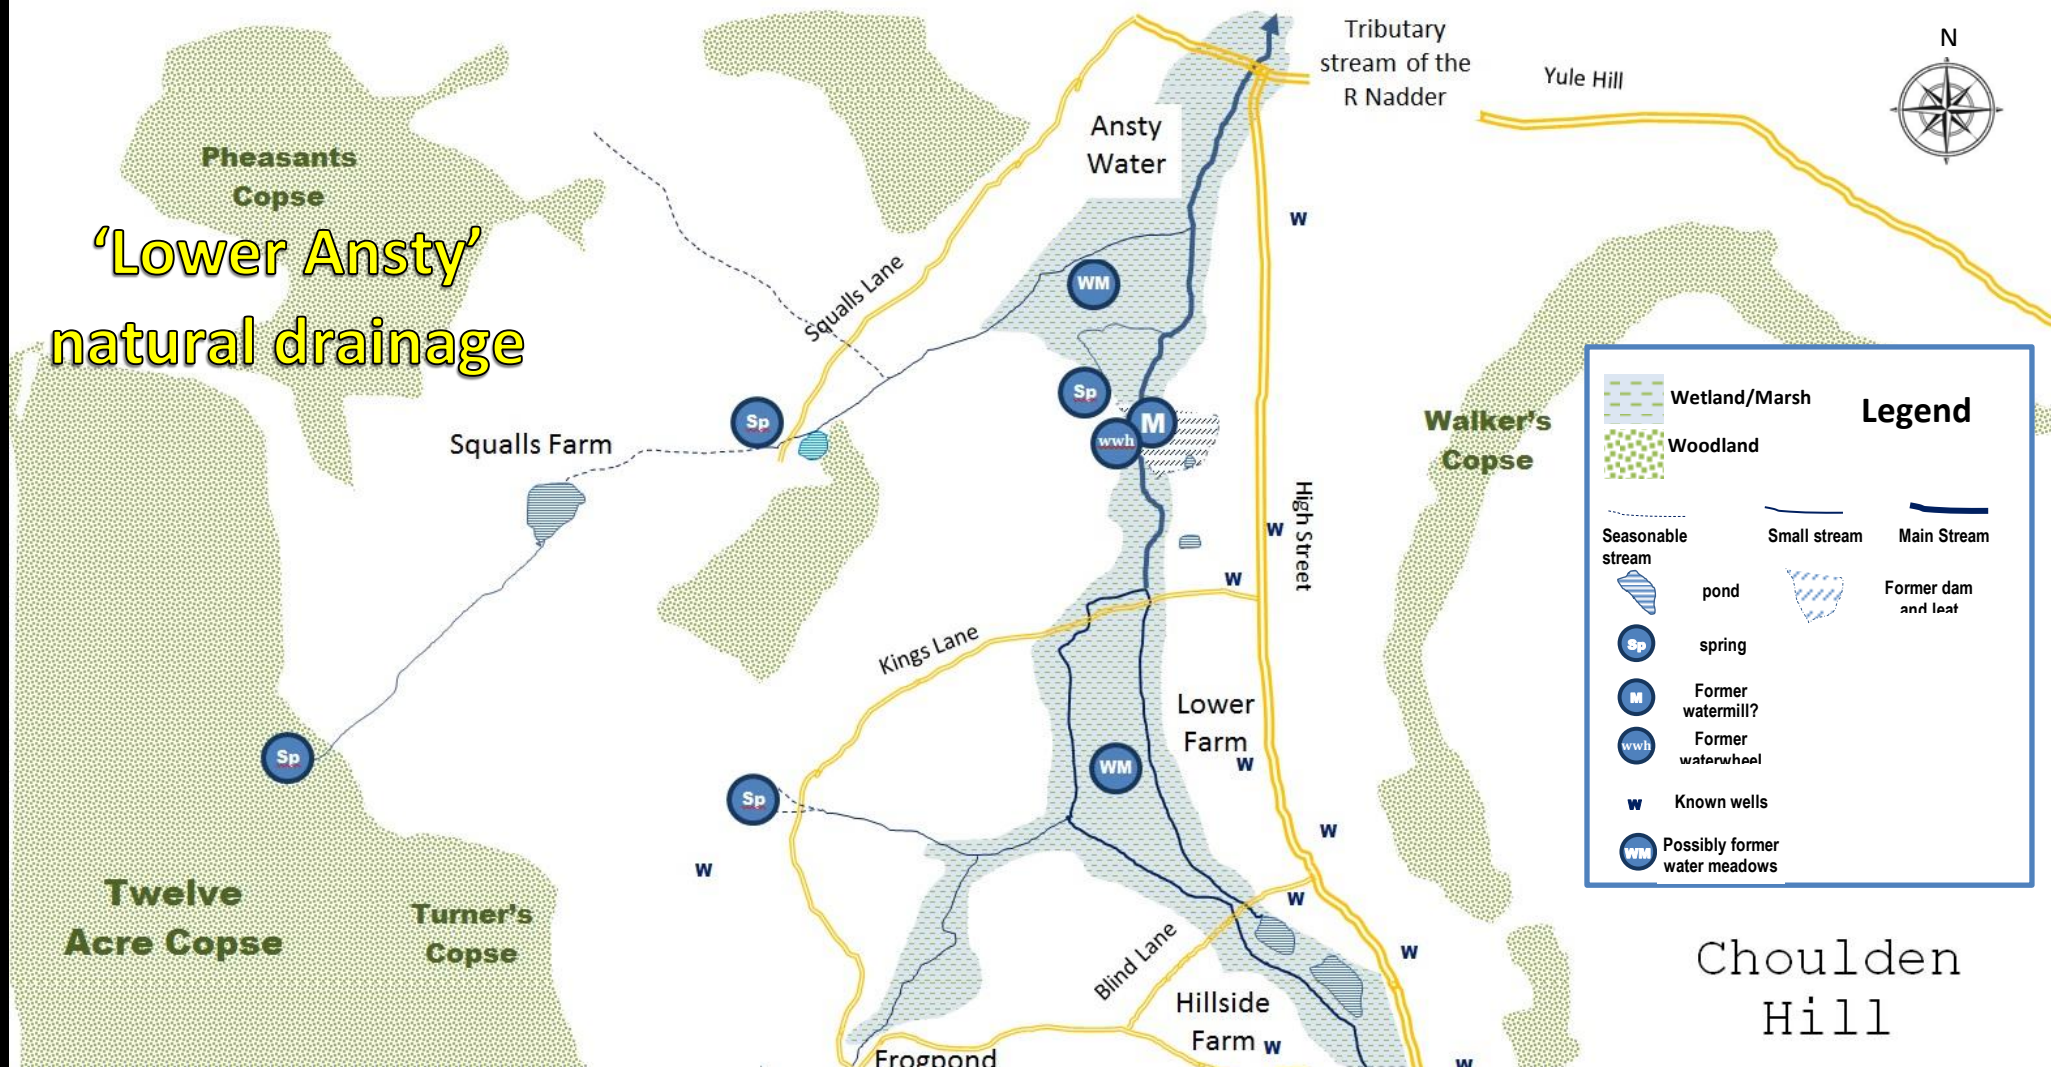 Tributary
stream of the
R Nadder
Yule Hill
N
Ansty
Water
Pheasants
Copse
‘Lower Ansty’
natural drainage
W
Squalls Lane
WM
Sp
Sp
M
wwh
Squalls Farm
Walker's
Copse
High Street
W
W
Kings Lane
Lower
Farm
W
Sp
Sp
WM
W
W
Twelve
Acre Copse
Turner's
Copse
W
Blind Lane
W
Hillside
Farm
W
Frogpond
W
Choulden
Hill
Legend
Wetland/Marsh
Woodland
Seasonable
stream
Small stream
Main Stream
pond
Former dam
and leat
Sp
spring
M
Former
watermill?
wwh
Former
waterwheel
W
Known wells
WM
Possibly former
water meadows